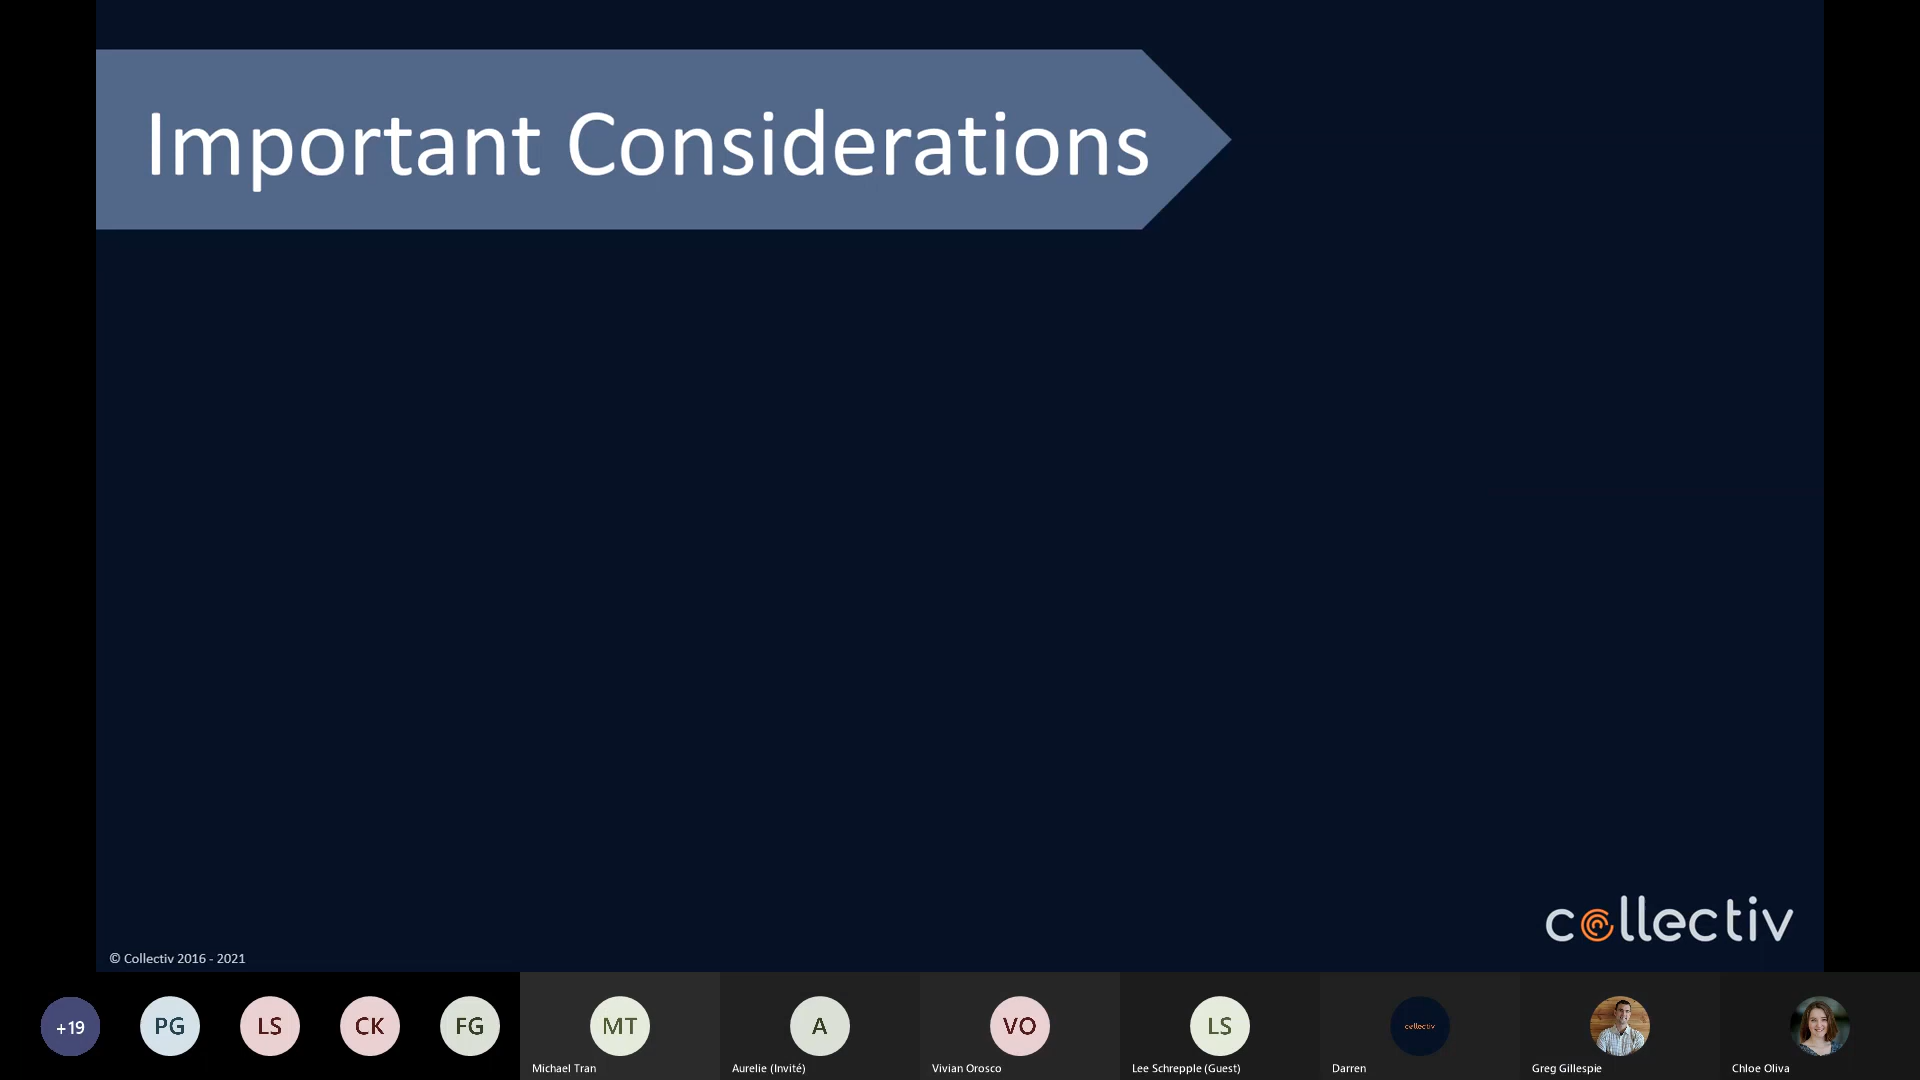 Important Considerations
collectiv
© Collectiv 2016 - 2021
+19
PG
LS
CK
FG
MT
A
VO
LS
collectiv
Michael Tran
Aurelie (Invité)
Vivian Orosco
Lee Schrepple (Guest)
Darren
Greg Gillespie
Chloe Oliva